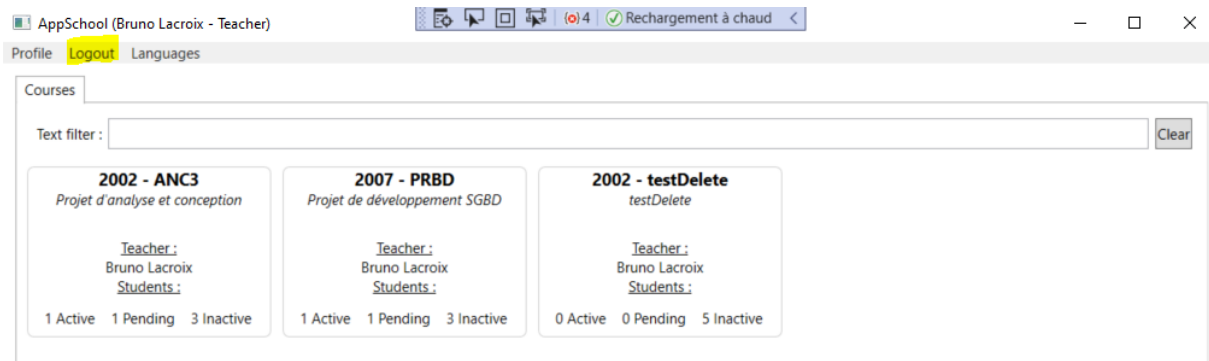 AppSchool (Bruno Lacroix - Teacher) 4 Rechargement à chaud
Profile Logout Languages
Courses
Text filter : Clear
2002 - ANC3 2007 - PRBD 2002 - testDelete
Projet d'analyse et conception Projet de développement SGBD testDelete
Teacher : Teacher : Teacher :
Bruno Lacroix Bruno Lacroix Bruno Lacroix
Students : Students : Students :
1 Active 1 Pending 3 Inactive 1 Active 1 Pending 3 Inactive 0 Active 0 Pending 5 Inactive